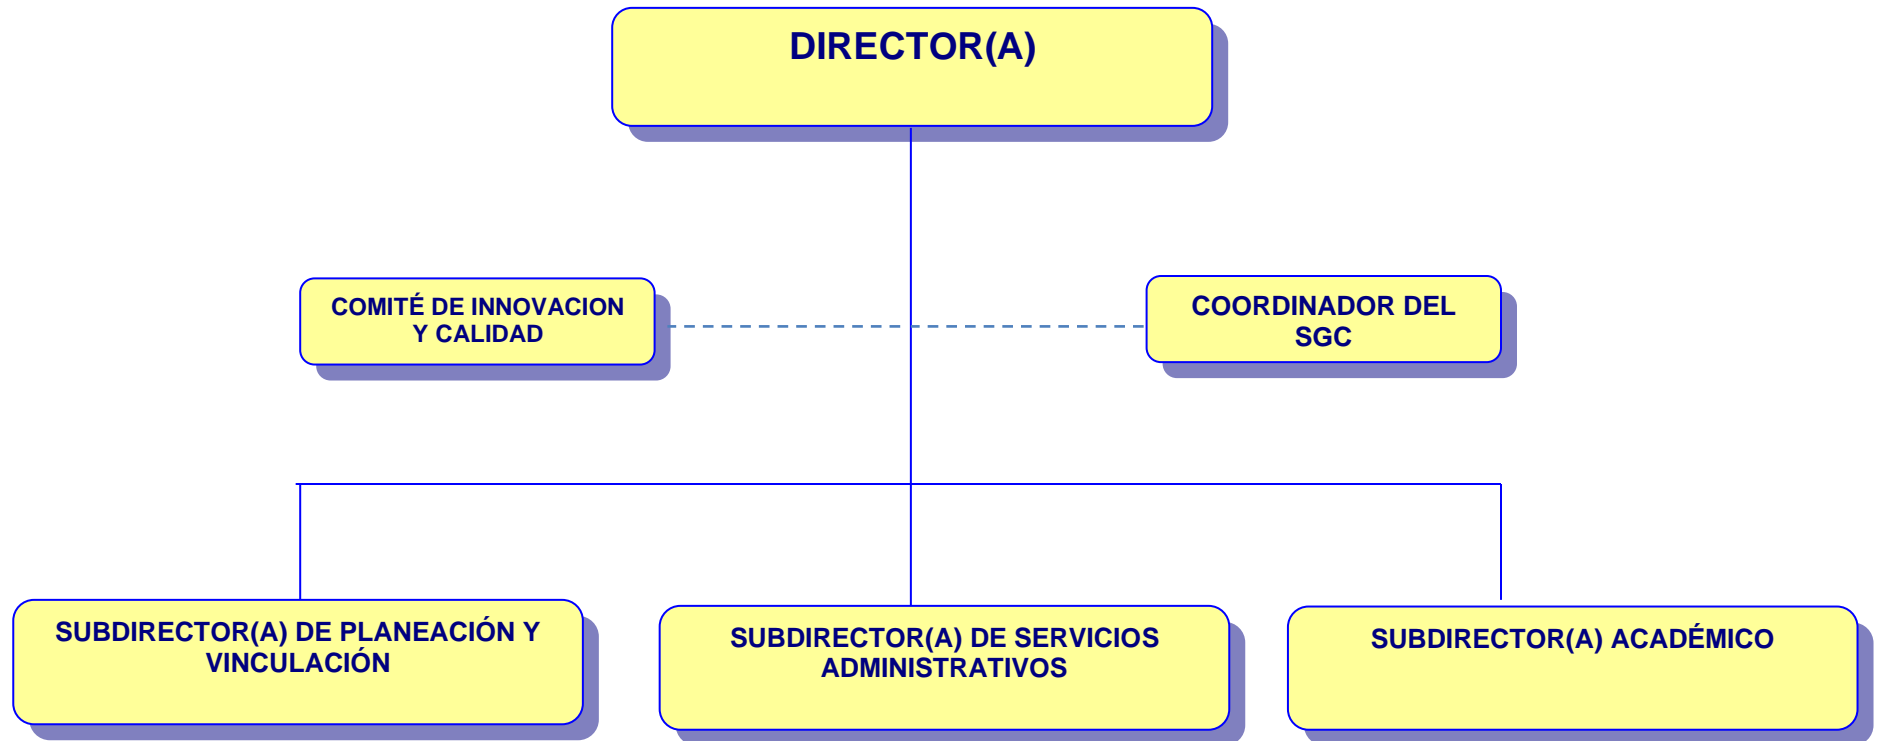 DIRECTOR(A)
COMITÉ DE INNOVACION
Y CALIDAD
COORDINADOR DEL
SGC
SUBDIRECTOR(A) DE PLANEACIÓN Y
VINCULACIÓN
SUBDIRECTOR(A) DE SERVICIOS
ADMINISTRATIVOS
SUBDIRECTOR(A) ACADÉMICO